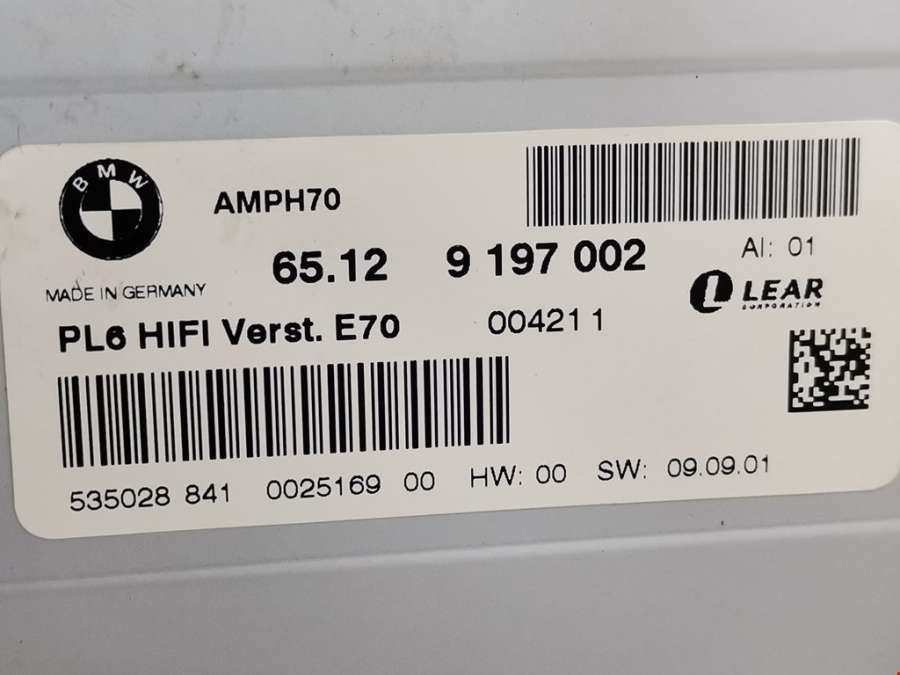 BMW
AMPH70
65.12 9 197 002
AI: 01
MADE IN GERMANY
LEAR
CORPORATION
PL6 HIFI Verst. E70
004211
535028 841 0025169 00 HW: 00 SW: 09.09.01